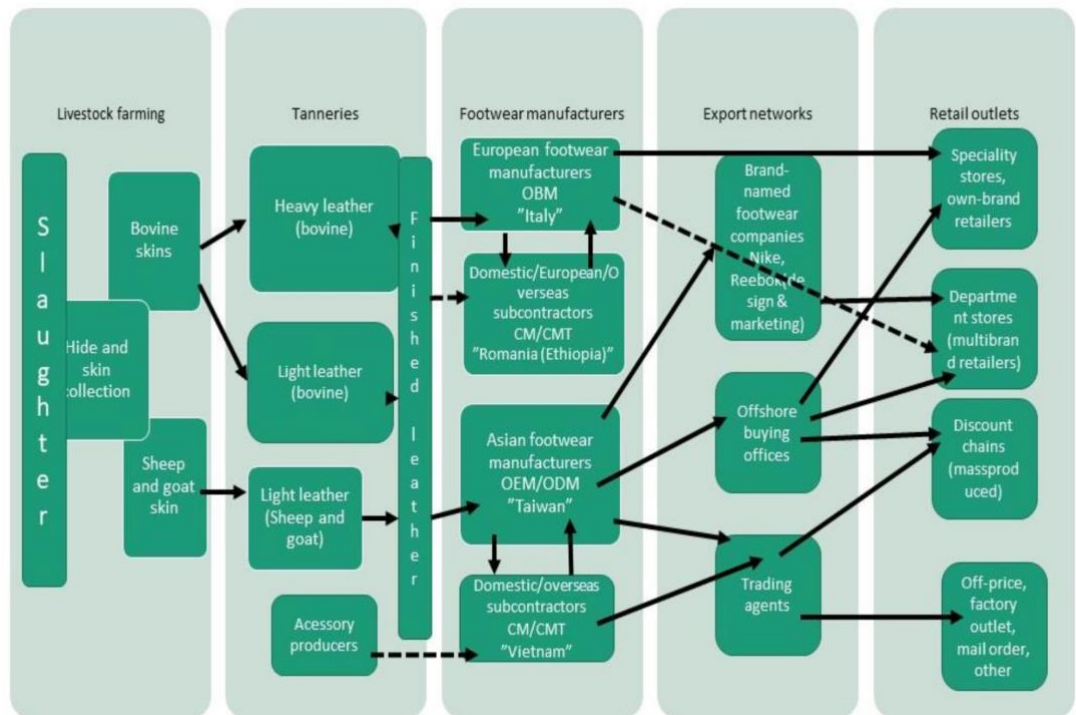 Livestock farming
Tanneries
Footwear manufacturers
Export networks
Retail outlets
Slaughter
Bovine
skins
Hide and
skin
collection
Sheep
and goat
skin
Heavy leather
(bovine)
Light leather
(bovine)
Light leather
(Sheep and
goat)
Acessory
producers
Finished leather
European footwear
manufacturers
OBM
"Italy"
Domestic/European/O
verseas
subcontractors
CM/CMT
"Romania (Ethiopia)"
Asian footwear
manufacturers
OEM/ODM
"Taiwan"
Domestic/overseas
subcontractors
CM/CMT
"Vietnam"
Brand-
named
footwear
companies
Nike,
Reebok(de
sign &
marketing)
Offshore
buying
offices
Trading
agents
Speciality
stores,
own-brand
retailers
Departme
nt stores
(multibran
d retailers)
Discount
chains
(massprod
uced)
Off-price,
factory
outlet,
mail order,
other